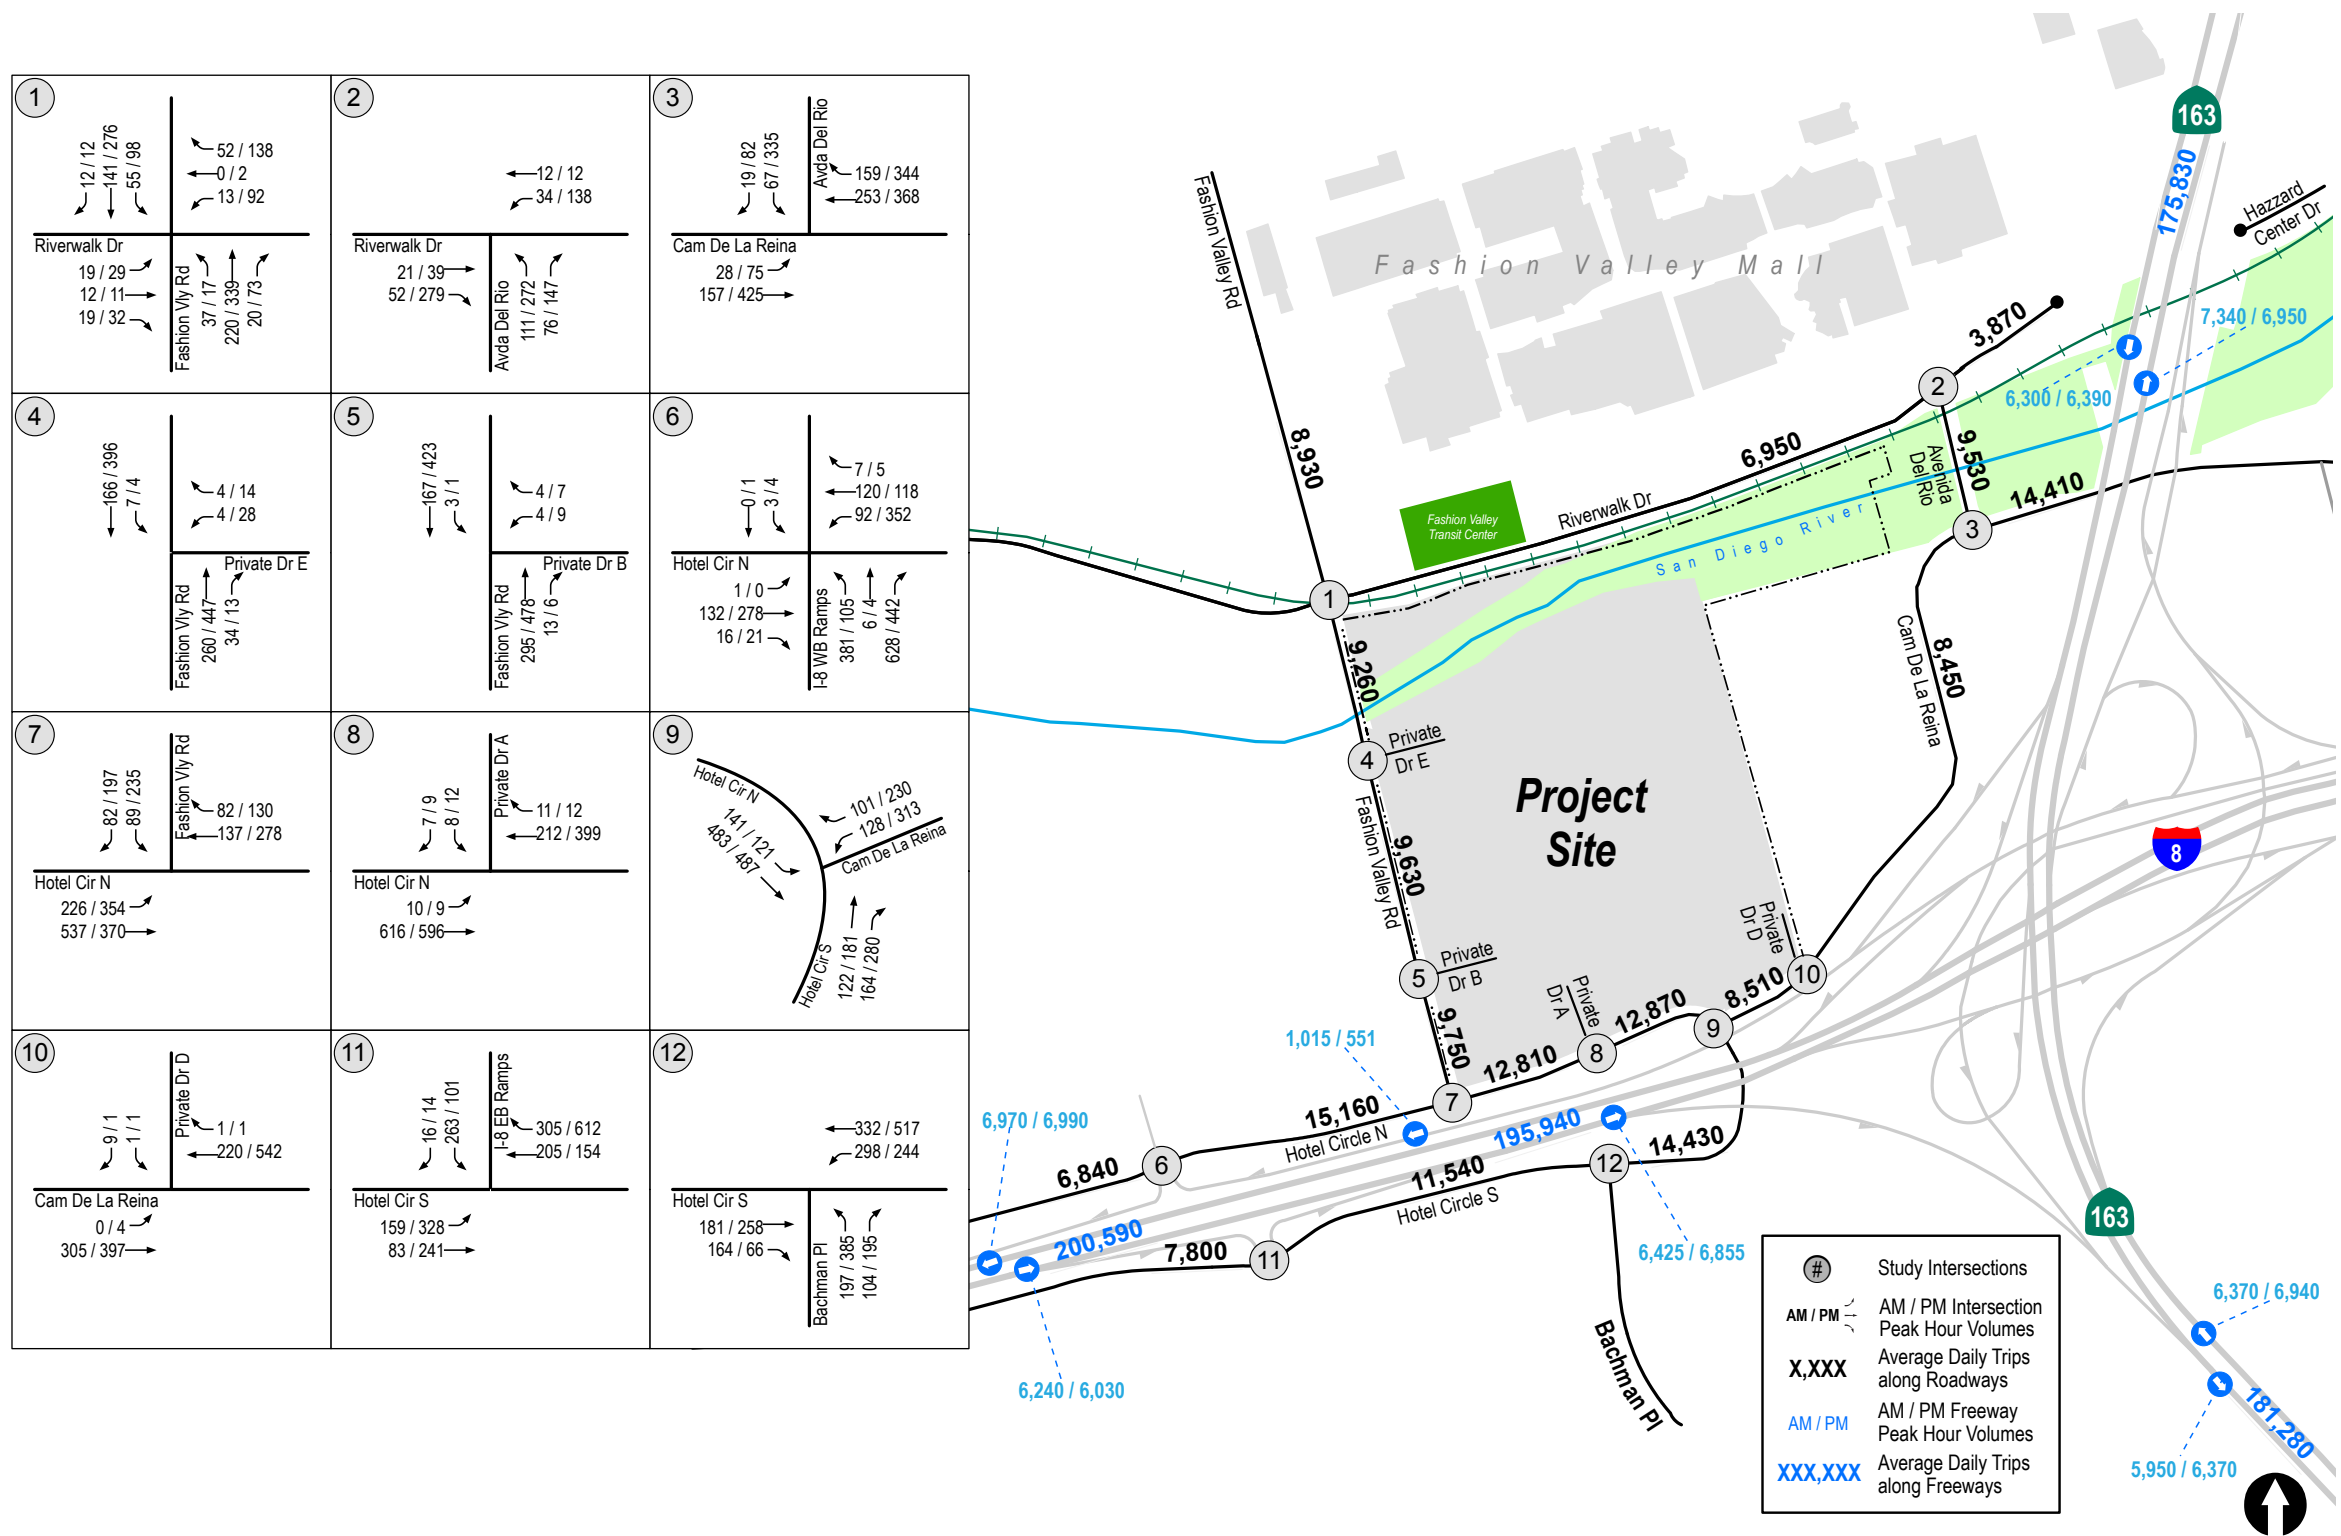 1
12 / 12
141 / 276
55 / 98
52 / 138
0 / 2
13 / 92
Riverwalk Dr
19 / 29
12 / 11
19 / 32
Fashion Vly Rd
37 / 17
220 / 339
20 / 73
2
12 / 12
34 / 138
Riverwalk Dr
21 / 39
52 / 279
Avda Del Rio
111 / 272
76 / 147
3
19 / 82
67 / 335
Avda Del Rio
159 / 344
253 / 368
Cam De La Reina
28 / 75
157 / 425
4
166 / 396
7 / 4
4 / 14
4 / 28
Private Dr E
Fashion Vly Rd
260 / 447
34 / 13
5
167 / 423
3 / 1
4 / 7
4 / 9
Private Dr B
Fashion Vly Rd
295 / 478
13 / 6
6
0 / 1
3 / 4
7 / 5
120 / 118
92 / 352
Hotel Cir N
1 / 0
132 / 278
16 / 21
I-8 WB Ramps
381 / 105
6 / 4
628 / 442
7
82 / 197
89 / 235
Fashion Vly Rd
82 / 130
137 / 278
Hotel Cir N
226 / 354
537 / 370
8
7 / 9
8 / 12
Private Dr A
11 / 12
212 / 399
Hotel Cir N
10 / 9
616 / 596
9
Hotel Cir N
141 / 121
483 / 487
101 / 230
128 / 313
Cam De La Reina
Hotel Cir S
122 / 181
164 / 280
10
9 / 1
1 / 1
Private Dr D
1 / 1
220 / 542
Cam De La Reina
0 / 4
305 / 397
11
16 / 14
263 / 101
I-8 EB Ramps
305 / 612
205 / 154
Hotel Cir S
159 / 328
83 / 241
12
332 / 517
298 / 244
Hotel Cir S
181 / 258
164 / 66
Bachman Pl
197 / 385
104 / 195
163
175,830
Hazzard
Center Dr
Fashion Valley Rd
Fashion Valley Mall
7,340 / 6,950
3,870
2
6,300 / 6,390
8,930
6,950
9,530
Avenida
Del Rio
14,410
Fashion Valley
Transit Center
Riverwalk Dr
San Diego River
3
1
9,260
Cam De La Reina
8,450
4
Private
Dr E
Project
Site
Fashion Valley Rd
9,630
8
Private
Dr D
5
Private
Dr B
10
Private
Dr A
8,510
12,870
9
9,750
1,015 / 551
12,810
8
7
15,160
Hotel Circle N
195,940
6,970 / 6,990
14,430
6
12
6,840
11,540
Hotel Circle S
163
200,590
7,800
11
6,425 / 6,855
6,240 / 6,030
Bachman Pl
6,370 / 6,940
181,280
5,950 / 6,370
#
Study Intersections
AM / PM
AM / PM Intersection
Peak Hour Volumes
X,XXX
Average Daily Trips
along Roadways
AM / PM
AM / PM Freeway
Peak Hour Volumes
XXX,XXX
Average Daily Trips
along Freeways